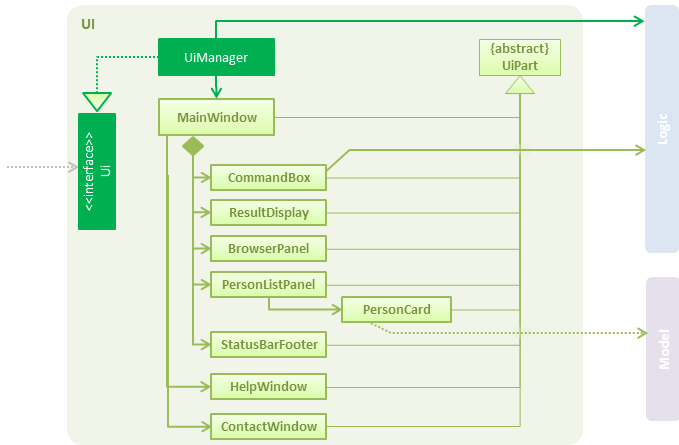 UI
UiManager
{abstract}
UiPart
MainWindow
<<interface>>
Ui
Logic
CommandBox
ResultDisplay
BrowserPanel
PersonListPanel
PersonCard
StatusBarFooter
Model
HelpWindow
ContactWindow